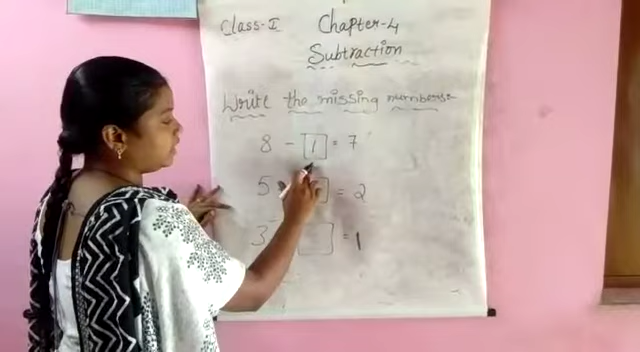 Class-I Chapter-4
Subtraction
Write the missing numbers
8 - 1 = 7
5 = 2
3 = 1